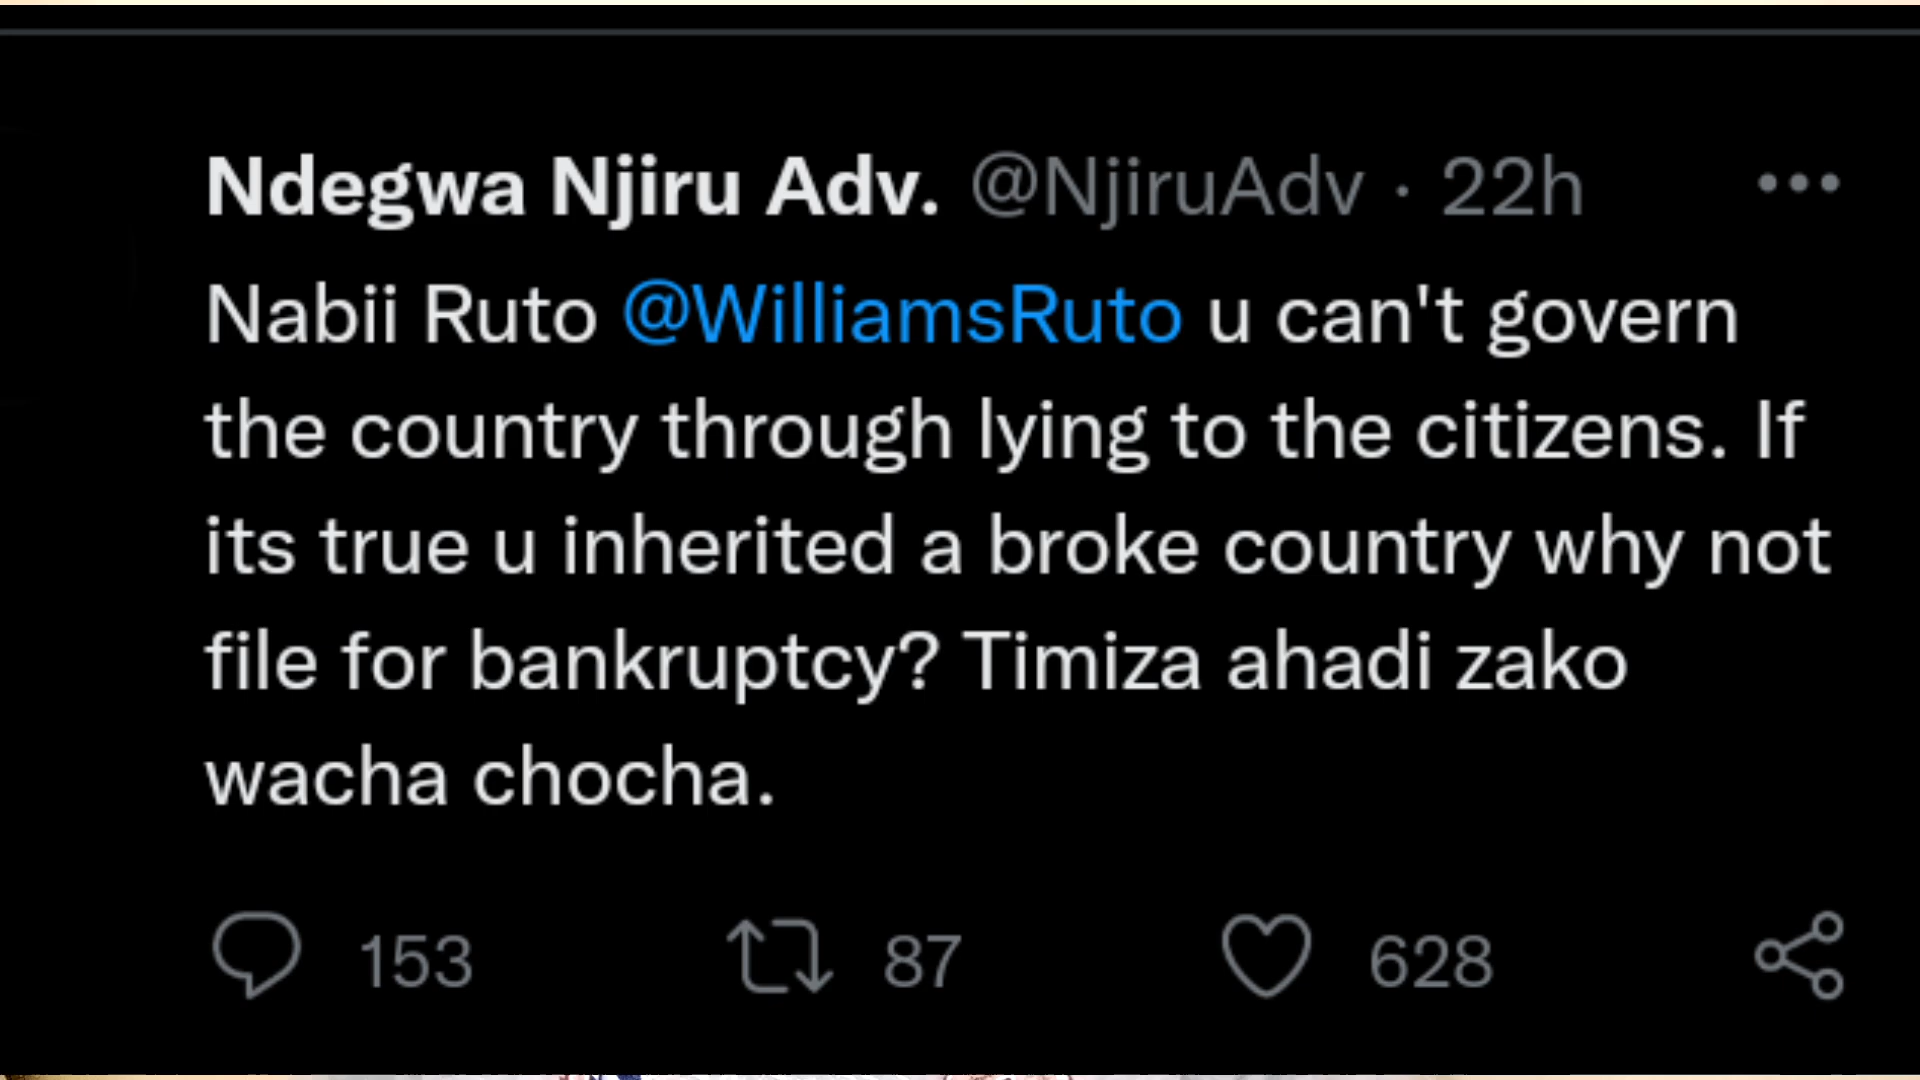 Ndegwa Njiru Adv. @NjiruAdv · 22h
Nabii Ruto @WilliamsRuto u can't govern
the country through lying to the citizens. If
its true u inherited a broke country why not
file for bankruptcy? Timiza ahadi zako
wacha chocha.
153 87 628